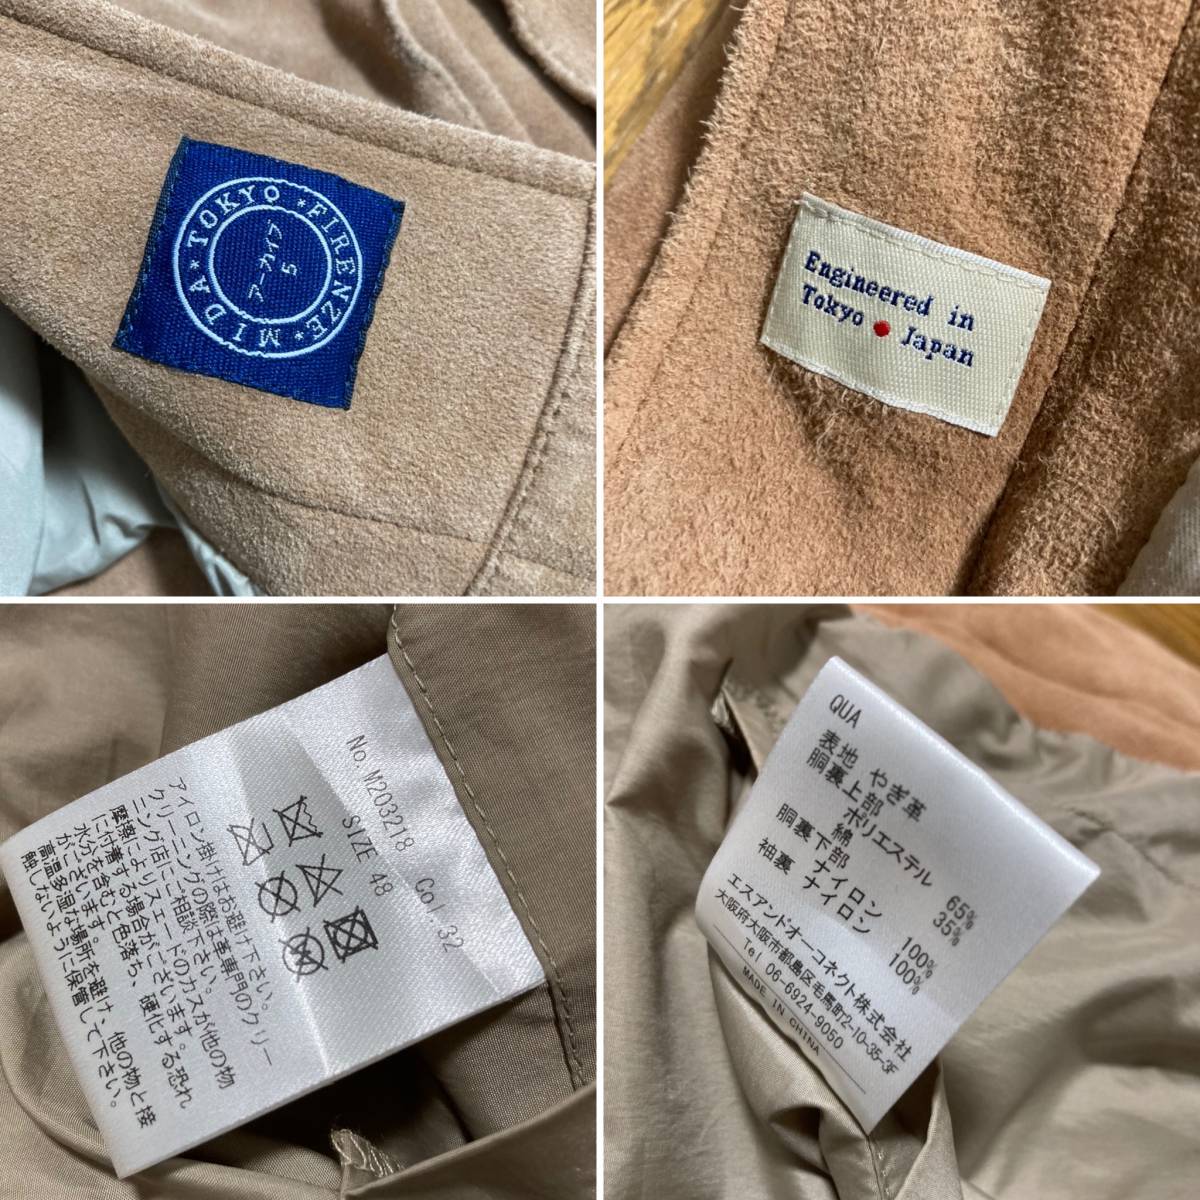 TOKYO * FIRENZE * MIDA *
アーカイブ
5
Engineered in
Tokyo ● Japan
No. M203218 Col. 32
SIZE 48
アイロン掛けはお避け下さい。
クリーニングの際は革専門のクリー
ニング店にご相談下さい。
摩擦によりスエードのカスが他の物
に付着する場合がございます。
水分を含むと色落ち、硬化する恐れ
がございます。
高温多湿な場所を避け、他の物と接
触しないように保管して下さい。
QUA
表地 やぎ革
胴裏上部 ポリエステル 65%
綿 35%
胴裏下部 ナイロン 100%
袖裏 ナイロン 100%
エスアンドオーコネクト株式会社
大阪府大阪市都島区毛馬町2-10-35-3F
Tel 06-6924-9050
MADE IN CHINA